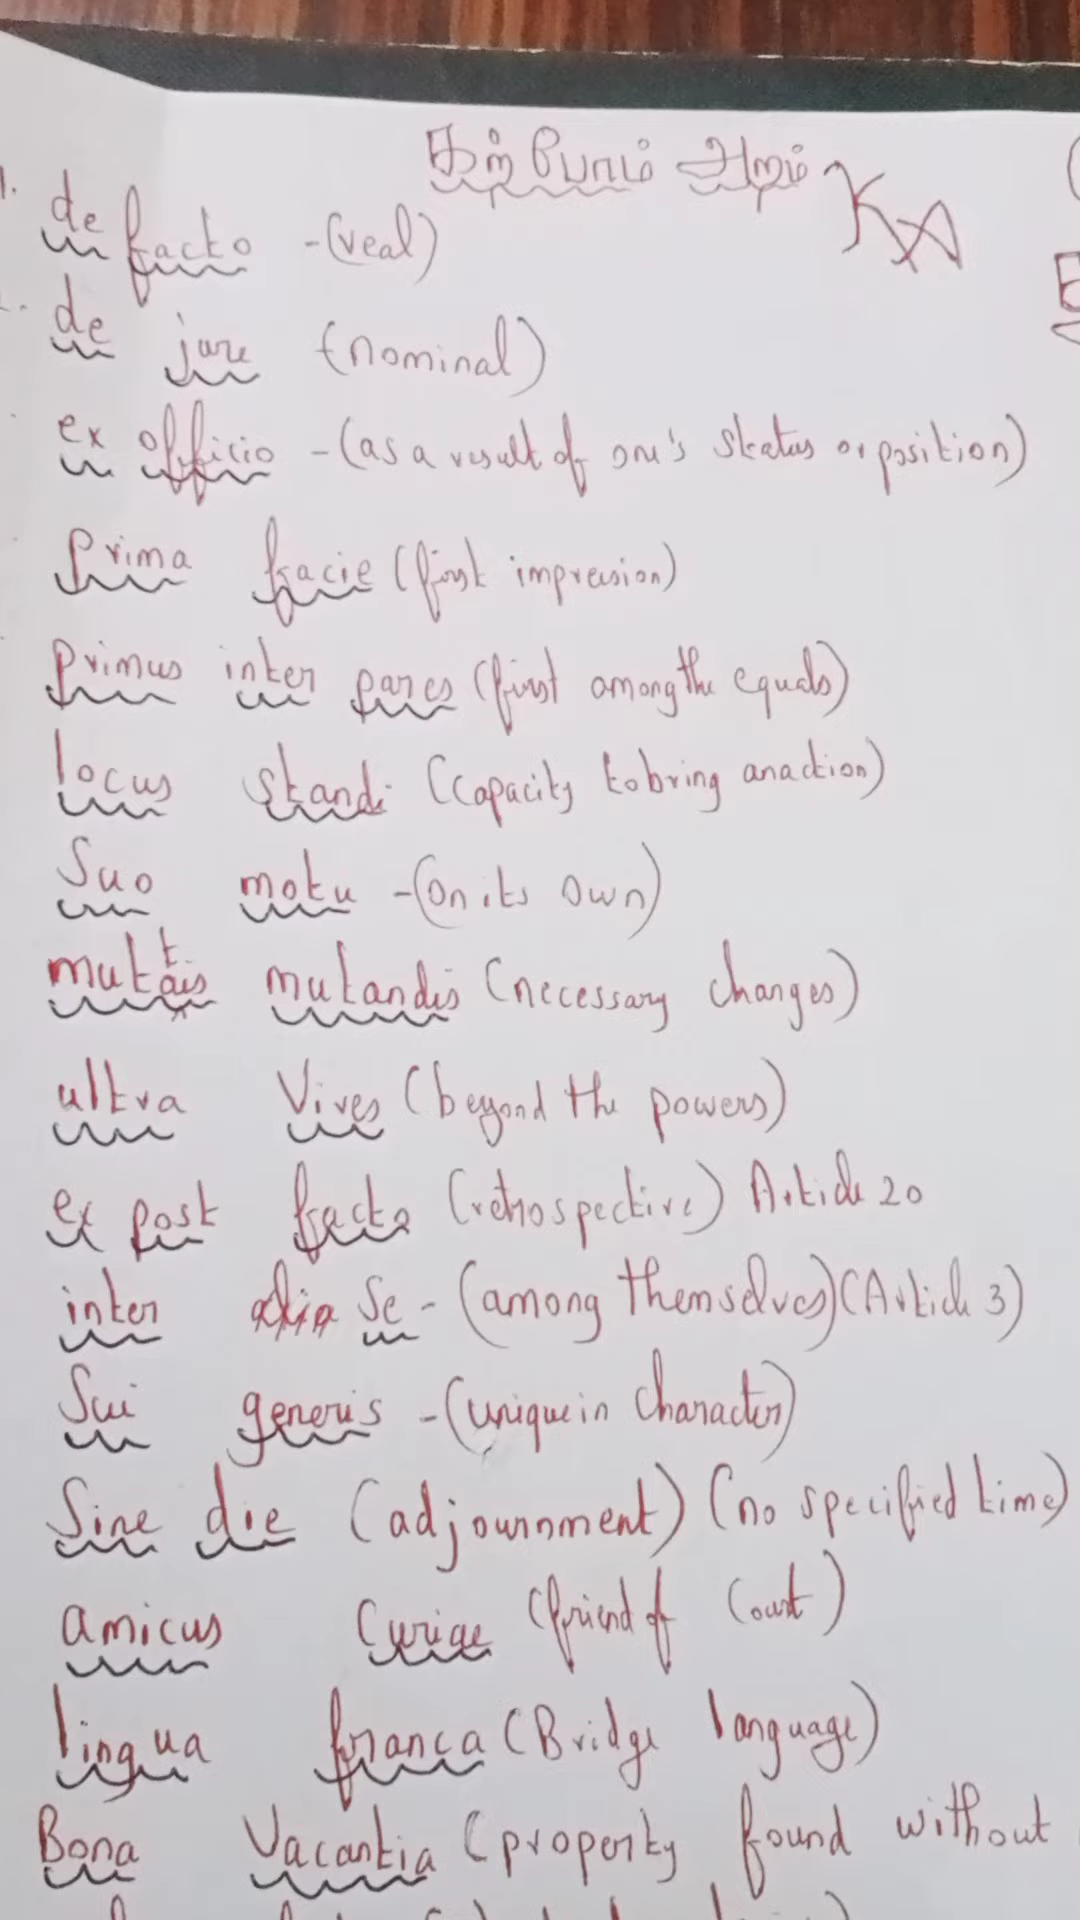 கற்போம் அறம் KA
1. de facto - (real)
de jure (nominal)
ex officio - (as a result of one's status or position)
Prima facie (first impression)
Primus inter pares (first among the equals)
locus standi (capacity to bring an action)
Suo motu - (on its own)
mutatis mutandis (necessary changes)
ultra Vires (beyond the powers)
ex post facto (retrospective) Article 20
inter se - (among themselves) (Article 3)
Sui generis - (unique in character)
Sine die (adjournment) (no specified time)
amicus Curiae (friend of Court)
lingua franca (Bridge language)
Bona Vacantia (property found without